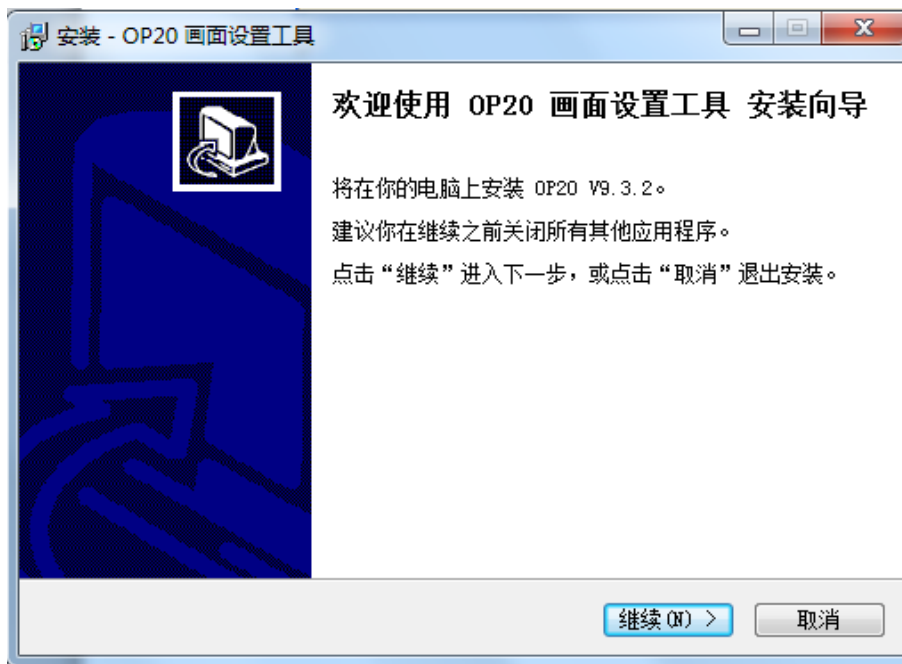 安装 - OP20 画面设置工具
欢迎使用 OP20 画面设置工具 安装向导
将在你的电脑上安装 OP20 V9.3.2。
建议你在继续之前关闭所有其他应用程序。
点击“继续”进入下一步，或点击“取消”退出安装。
继续(N) >
取消